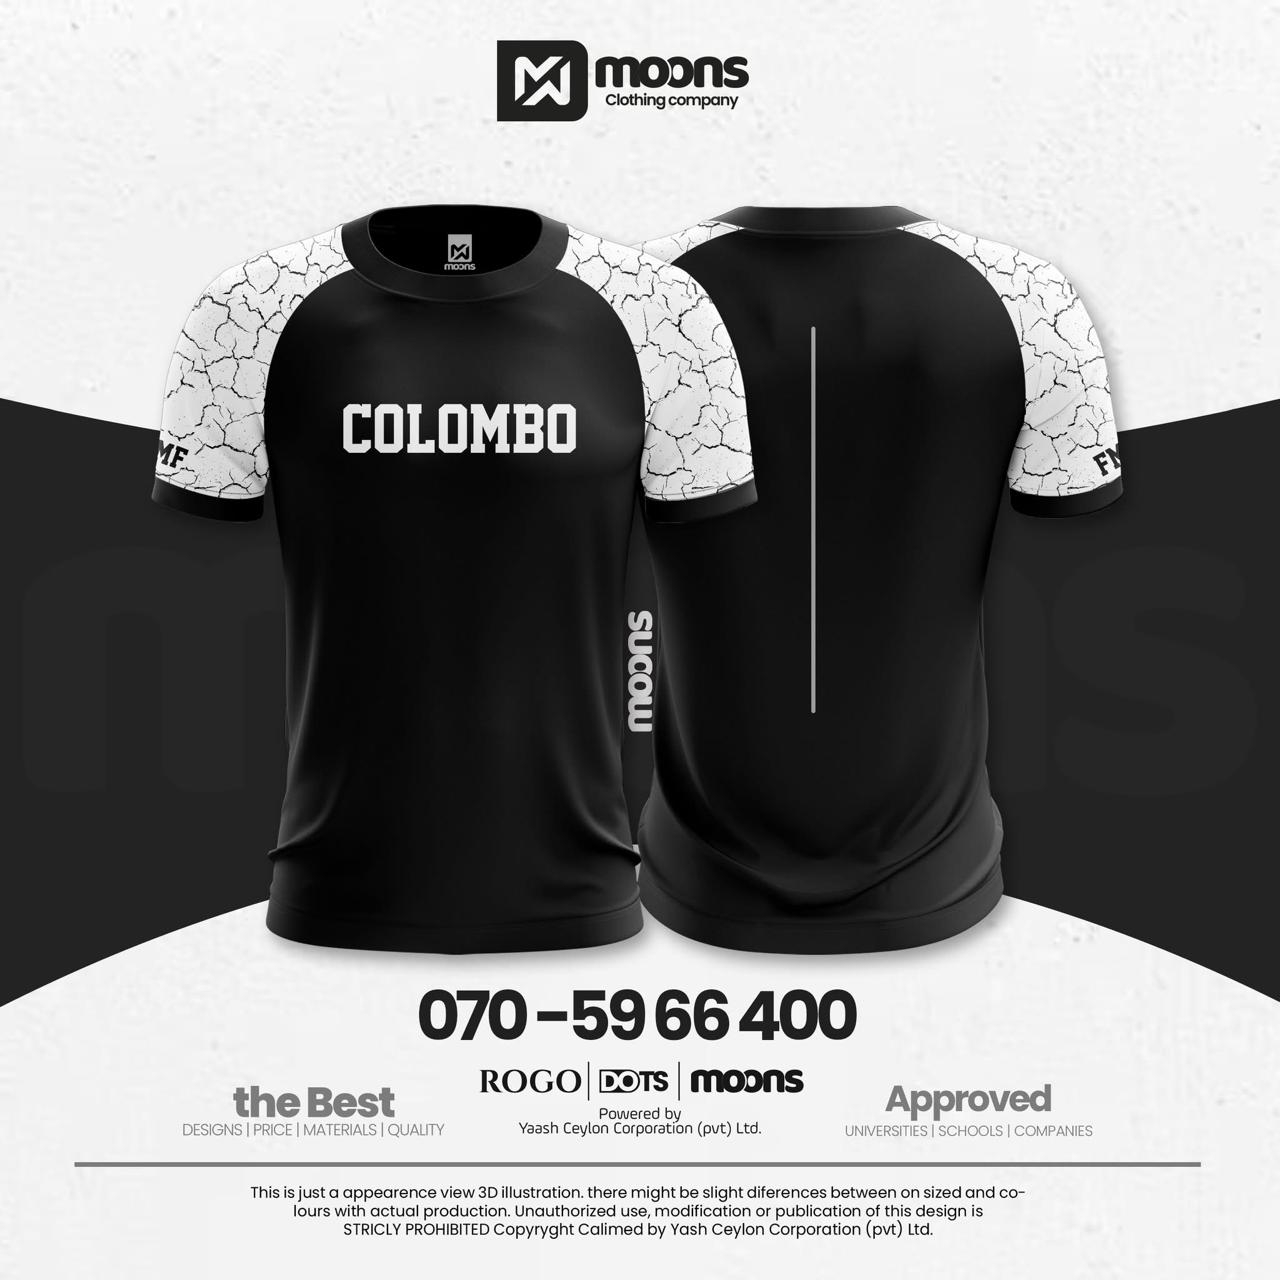 moons
Clothing company
moons
COLOMBO
MF
FM
moons
070 – 59 66 400
ROGO | DOTS | moons
Powered by
Yaash Ceylon Corporation (pvt) Ltd.
the Best
DESIGNS | PRICE | MATERIALS | QUALITY
Approved
UNIVERSITIES | SCHOOLS | COMPANIES
This is just a appearence view 3D illustration. there might be slight diferences between on sized and co-
lours with actual production. Unauthorized use, modification or publication of this design is
STRICLY PROHIBITED Copyryght Calimed by Yash Ceylon Corporation (pvt) Ltd.